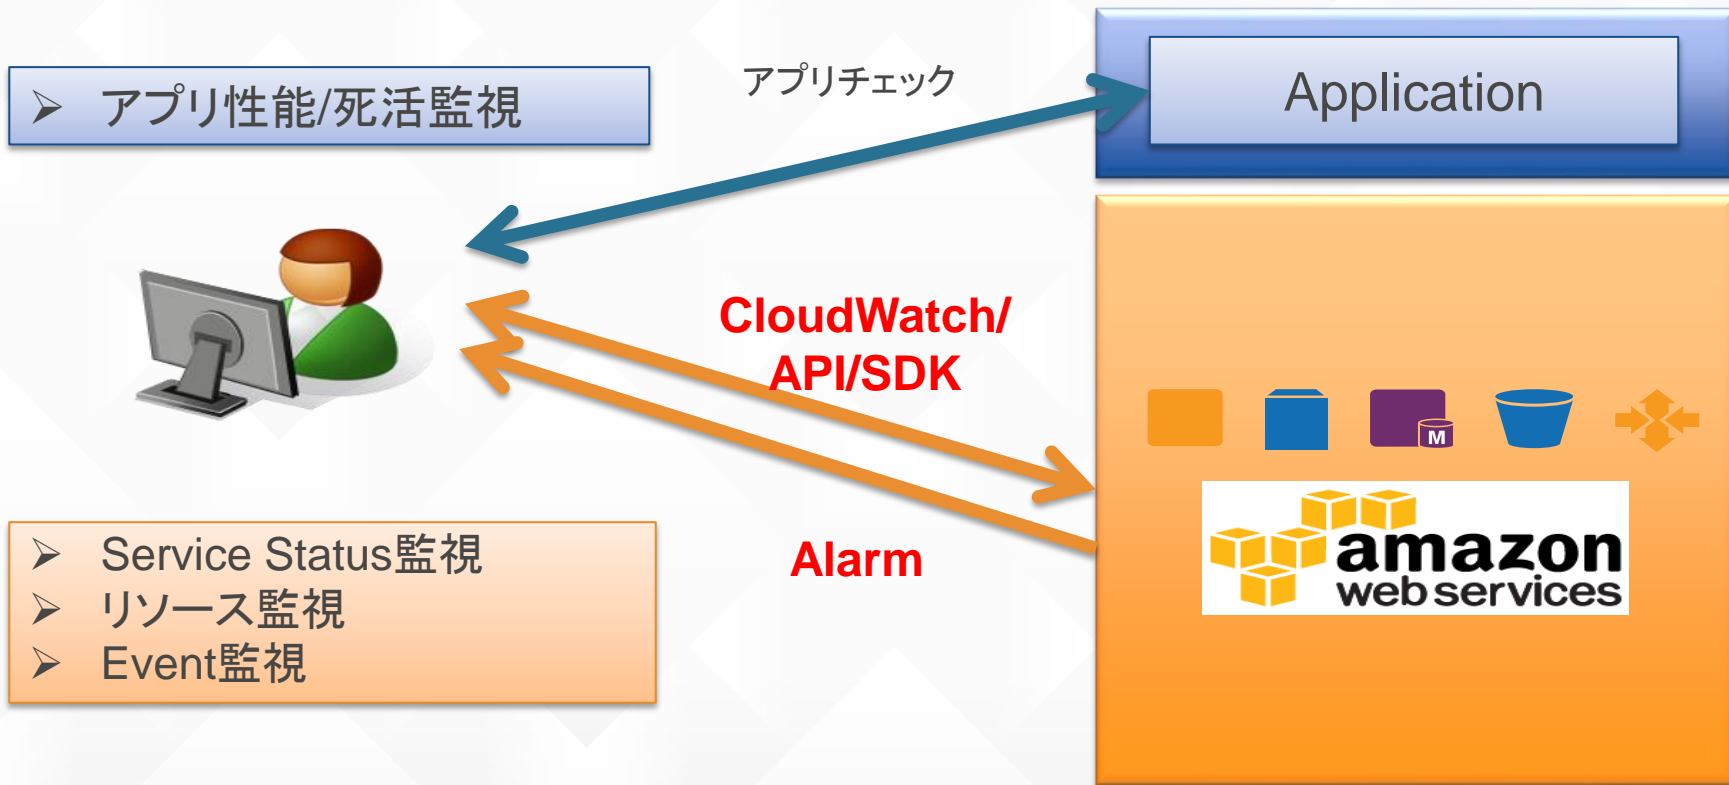 アプリチェック
➢ アプリ性能/死活監視
Application
CloudWatch/
API/SDK
M
amazon
web services
Alarm
➢ Service Status監視
➢ リソース監視
➢ Event監視